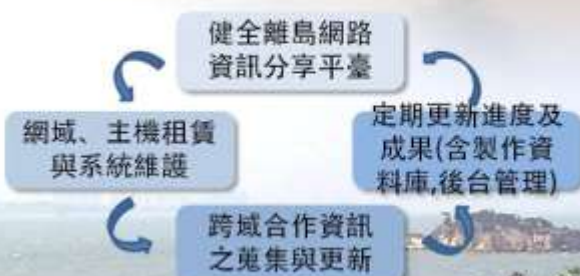 健全離島網路
資訊分享平臺
網域、主機租賃
與系統維護
定期更新進度及
成果(含製作資
料庫,後台管理)
跨域合作資訊
之蒐集與更新